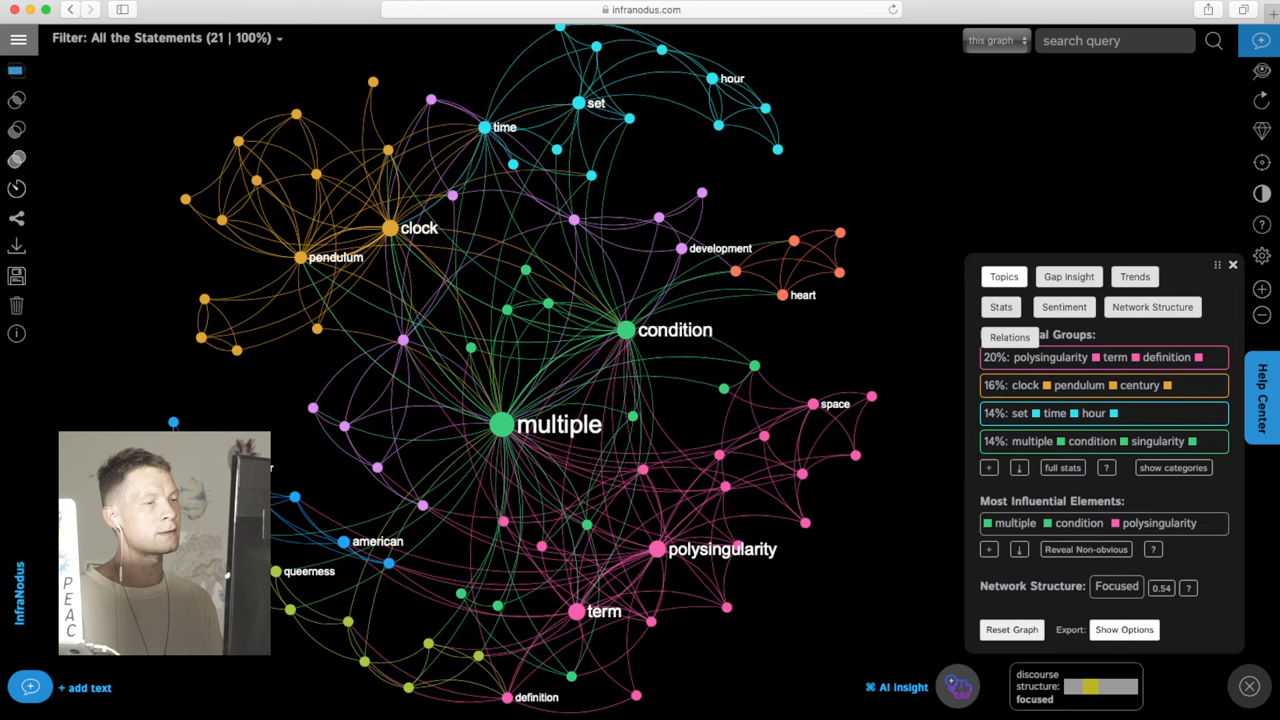 infranodus.com
Filter: All the Statements (21 | 100%)
this graph
search query
hour
set
time
clock
pendulum
development
heart
condition
multiple
space
american
queerness
polysingularity
term
definition
Topics
Gap Insight
Trends
Stats
Sentiment
Network Structure
Relations
al Groups:
20%: polysingularity term definition
16%: clock pendulum century
14%: set time hour
14%: multiple condition singularity
+
full stats
?
show categories
Most Influential Elements:
multiple condition polysingularity
+
Reveal Non-obvious
?
Network Structure: Focused 0.54 ?
Reset Graph
Export:
Show Options
Help Center
InfraNodus
PEAC
+ add text
⌘ AI Insight
discourse
structure:
focused